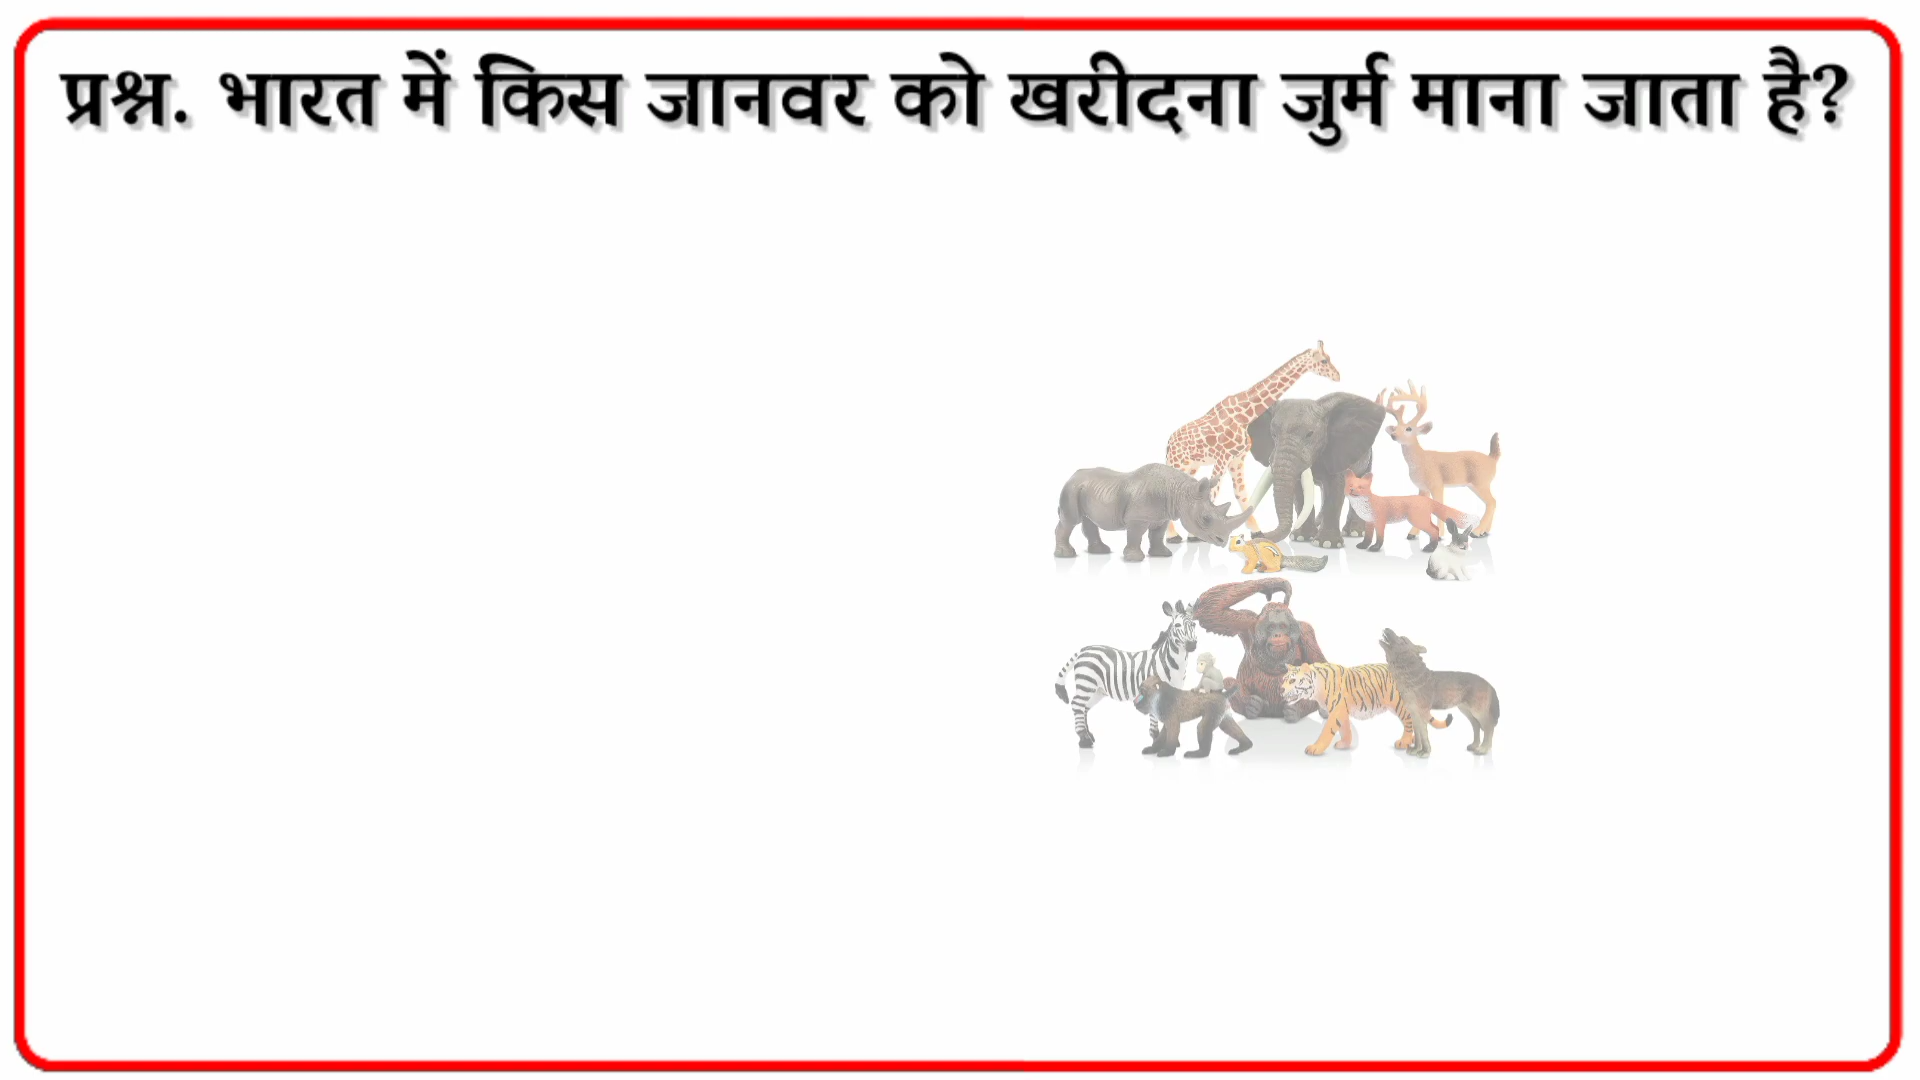 प्रश्न. भारत में किस जानवर को खरीदना जुर्म माना जाता है?